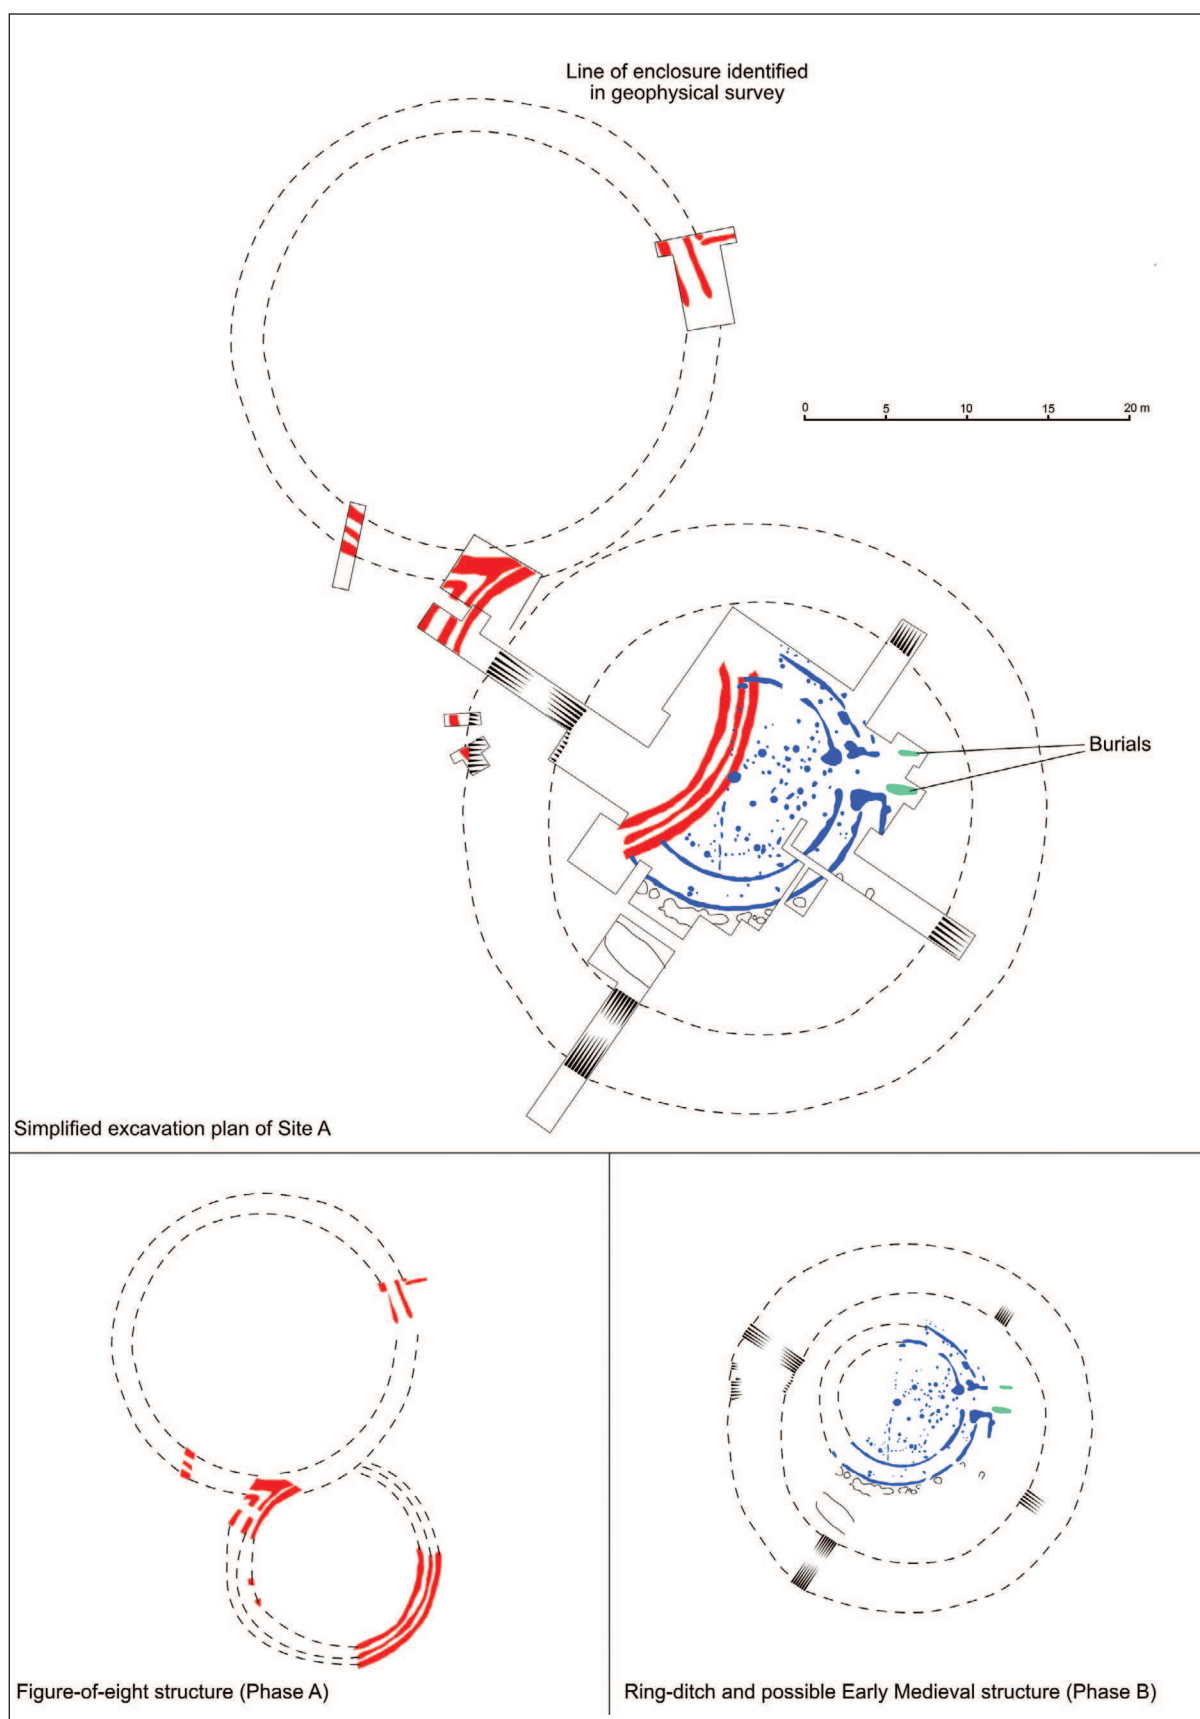 Line of enclosure identified
in geophysical survey
0 5 10 15 20 m
Burials
Simplified excavation plan of Site A
Figure-of-eight structure (Phase A)
Ring-ditch and possible Early Medieval structure (Phase B)